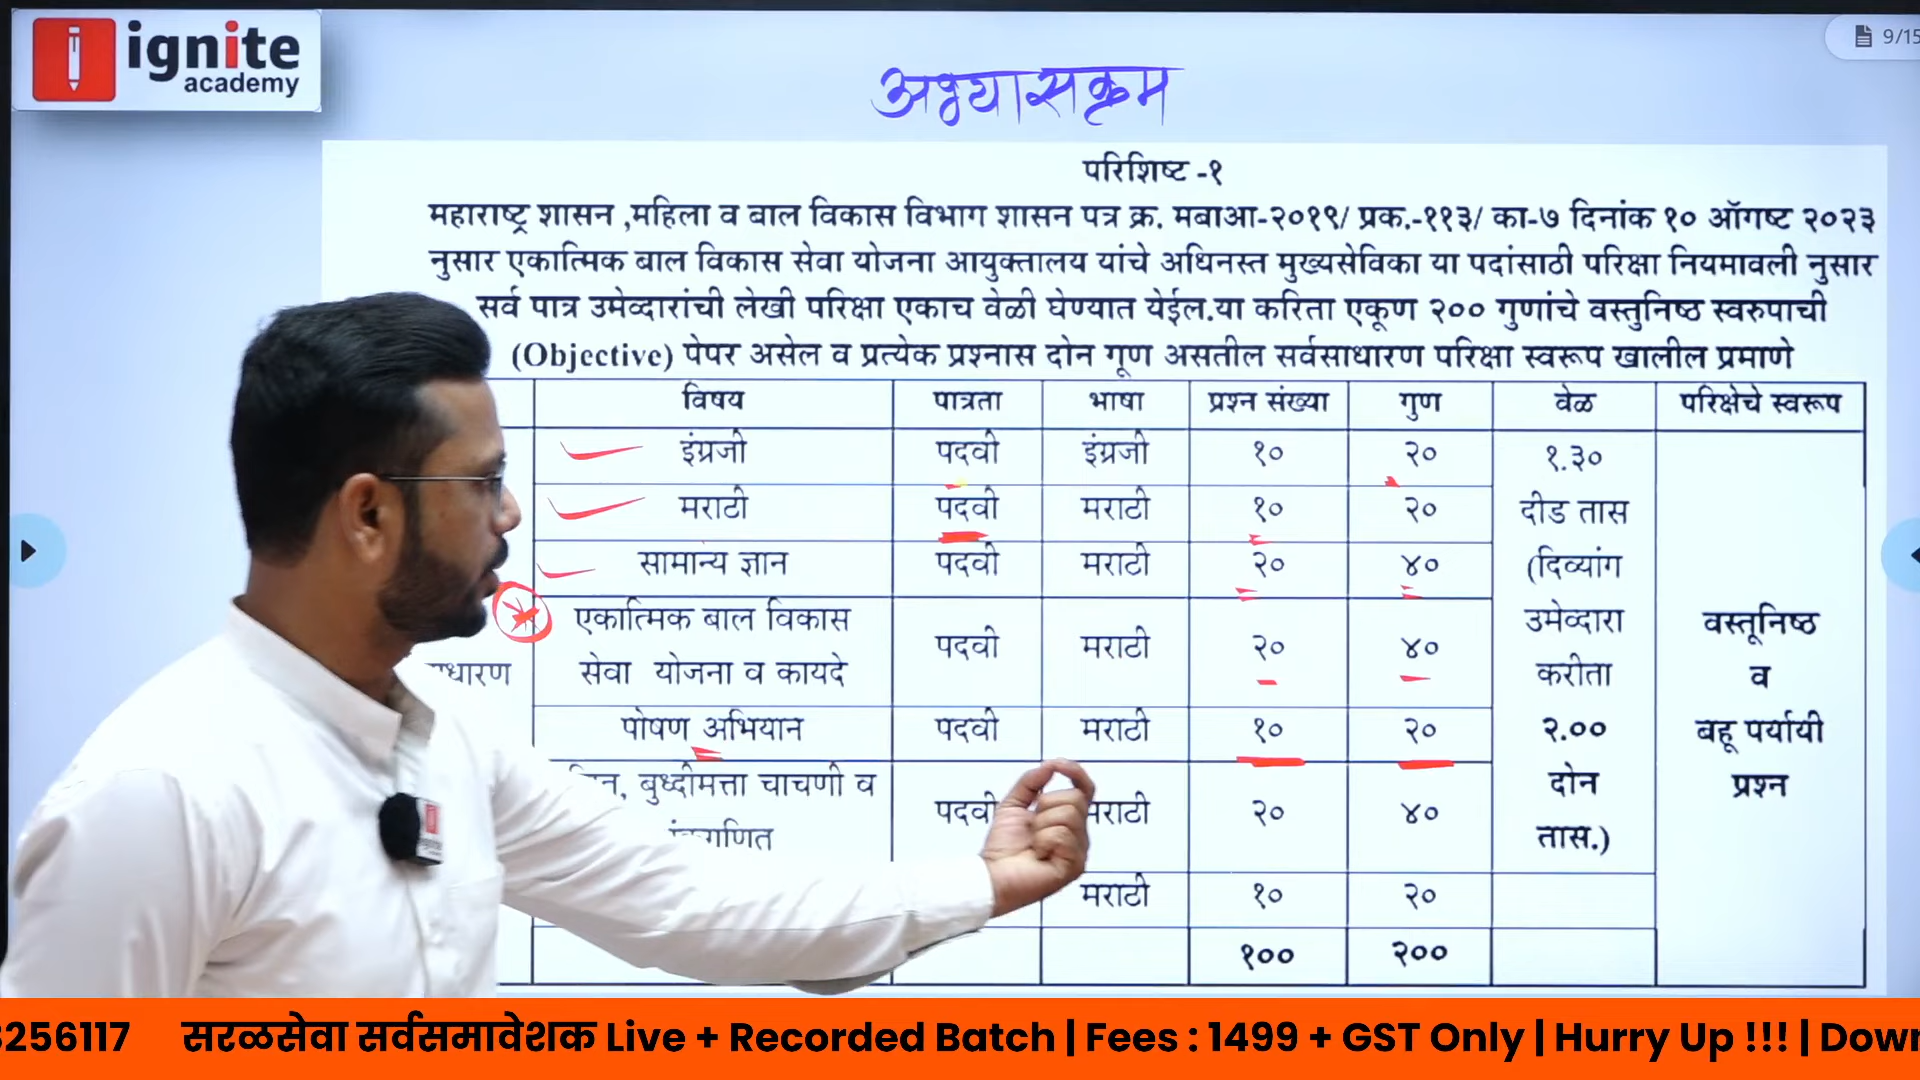 ignite
academy
9/15
अभ्यासक्रम
परिशिष्ट -१
महाराष्ट्र शासन ,महिला व बाल विकास विभाग शासन पत्र क्र. मबाआ-२०१९/ प्रक.-११३/ का-७ दिनांक १० ऑगष्ट २०२३
नुसार एकात्मिक बाल विकास सेवा योजना आयुक्तालय यांचे अधिनस्त मुख्यसेविका या पदांसाठी परिक्षा नियमावली नुसार
सर्व पात्र उमेव्दारांची लेखी परिक्षा एकाच वेळी घेण्यात येईल.या करिता एकूण २०० गुणांचे वस्तुनिष्ठ स्वरुपाची
(Objective) पेपर असेल व प्रत्येक प्रश्नास दोन गूण असतील सर्वसाधारण परिक्षा स्वरूप खालील प्रमाणे
विषय पात्रता भाषा प्रश्न संख्या गुण वेळ परिक्षेचे स्वरूप
इंग्रजी पदवी इंग्रजी १० २० १.३०
मराठी पदवी मराठी १० २० दीड तास
सामान्य ज्ञान पदवी मराठी २० ४० (दिव्यांग
एकात्मिक बाल विकास उमेव्दारा वस्तूनिष्ठ
पदवी मराठी २० ४०
सेवा योजना व कायदे करीता व
पोषण अभियान पदवी मराठी १० २० २.०० बहू पर्यायी
बुध्दीमत्ता चाचणी व दोन प्रश्न
पदवी मराठी २० ४०
तास.)
मराठी १० २०
१०० २००
256117 सरळसेवा सर्वसमावेशक Live + Recorded Batch | Fees : 1499 + GST Only | Hurry Up !!! |